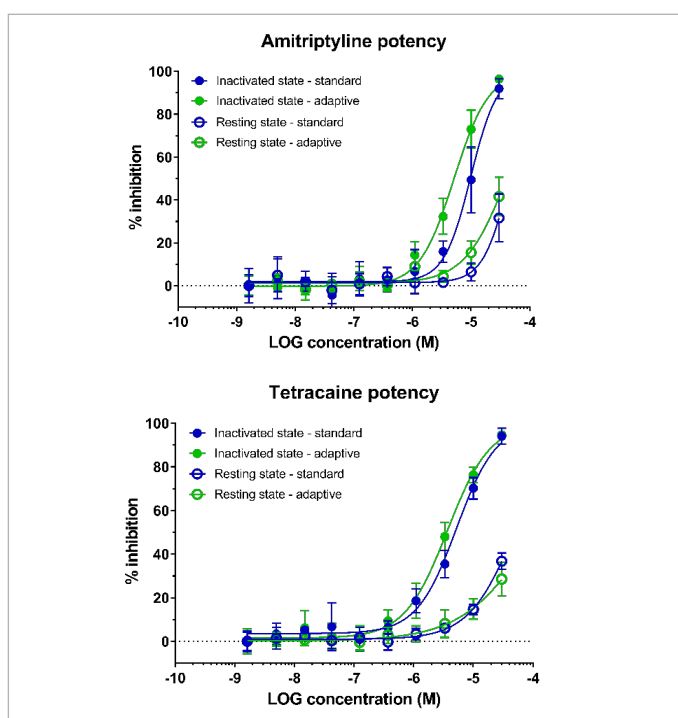 Amitriptyline potency
100
80
60
40
20
0
% inhibition
Inactivated state - standard
Inactivated state - adaptive
Resting state - standard
Resting state - adaptive
-10 -9 -8 -7 -6 -5 -4
LOG concentration (M)
Tetracaine potency
100
80
60
40
20
0
% inhibition
Inactivated state - standard
Inactivated state - adaptive
Resting state - standard
Resting state - adaptive
-10 -9 -8 -7 -6 -5 -4
LOG concentration (M)